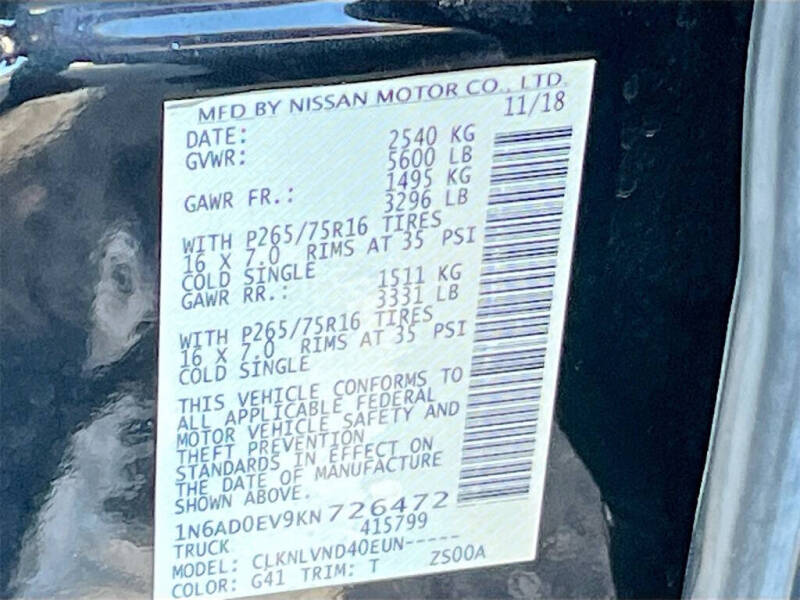 MFD BY NISSAN MOTOR CO., LTD.
DATE: 11/18
GVWR: 2540 KG
5600 LB
GAWR FR.: 1495 KG
3296 LB
WITH P265/75R16 TIRES
16 X 7.0 RIMS AT 35 PSI
COLD SINGLE
GAWR RR.: 1511 KG
3331 LB
WITH P265/75R16 TIRES
16 X 7.0 RIMS AT 35 PSI
COLD SINGLE
THIS VEHICLE CONFORMS TO
ALL APPLICABLE FEDERAL
MOTOR VEHICLE SAFETY AND
THEFT PREVENTION
STANDARDS IN EFFECT ON
THE DATE OF MANUFACTURE
SHOWN ABOVE.
1N6AD0EV9KN726472
TRUCK 415799
MODEL: CLKNLVND40EUN-----
COLOR: G41 TRIM: T ZS00A